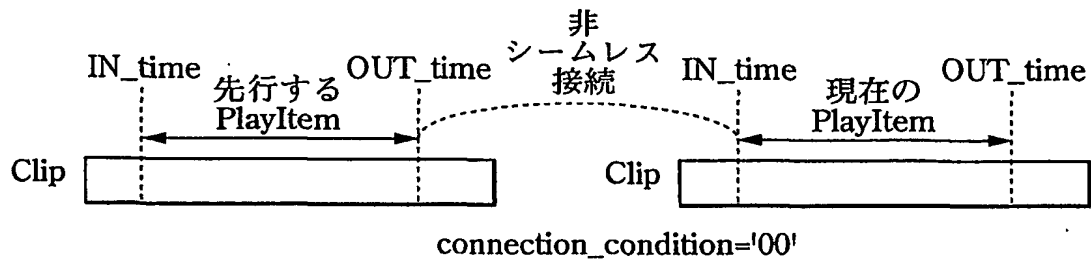 非
シームレス
接続
IN_time
OUT_time
IN_time
OUT_time
先行する
PlayItem
現在の
PlayItem
Clip
Clip
connection_condition='00'